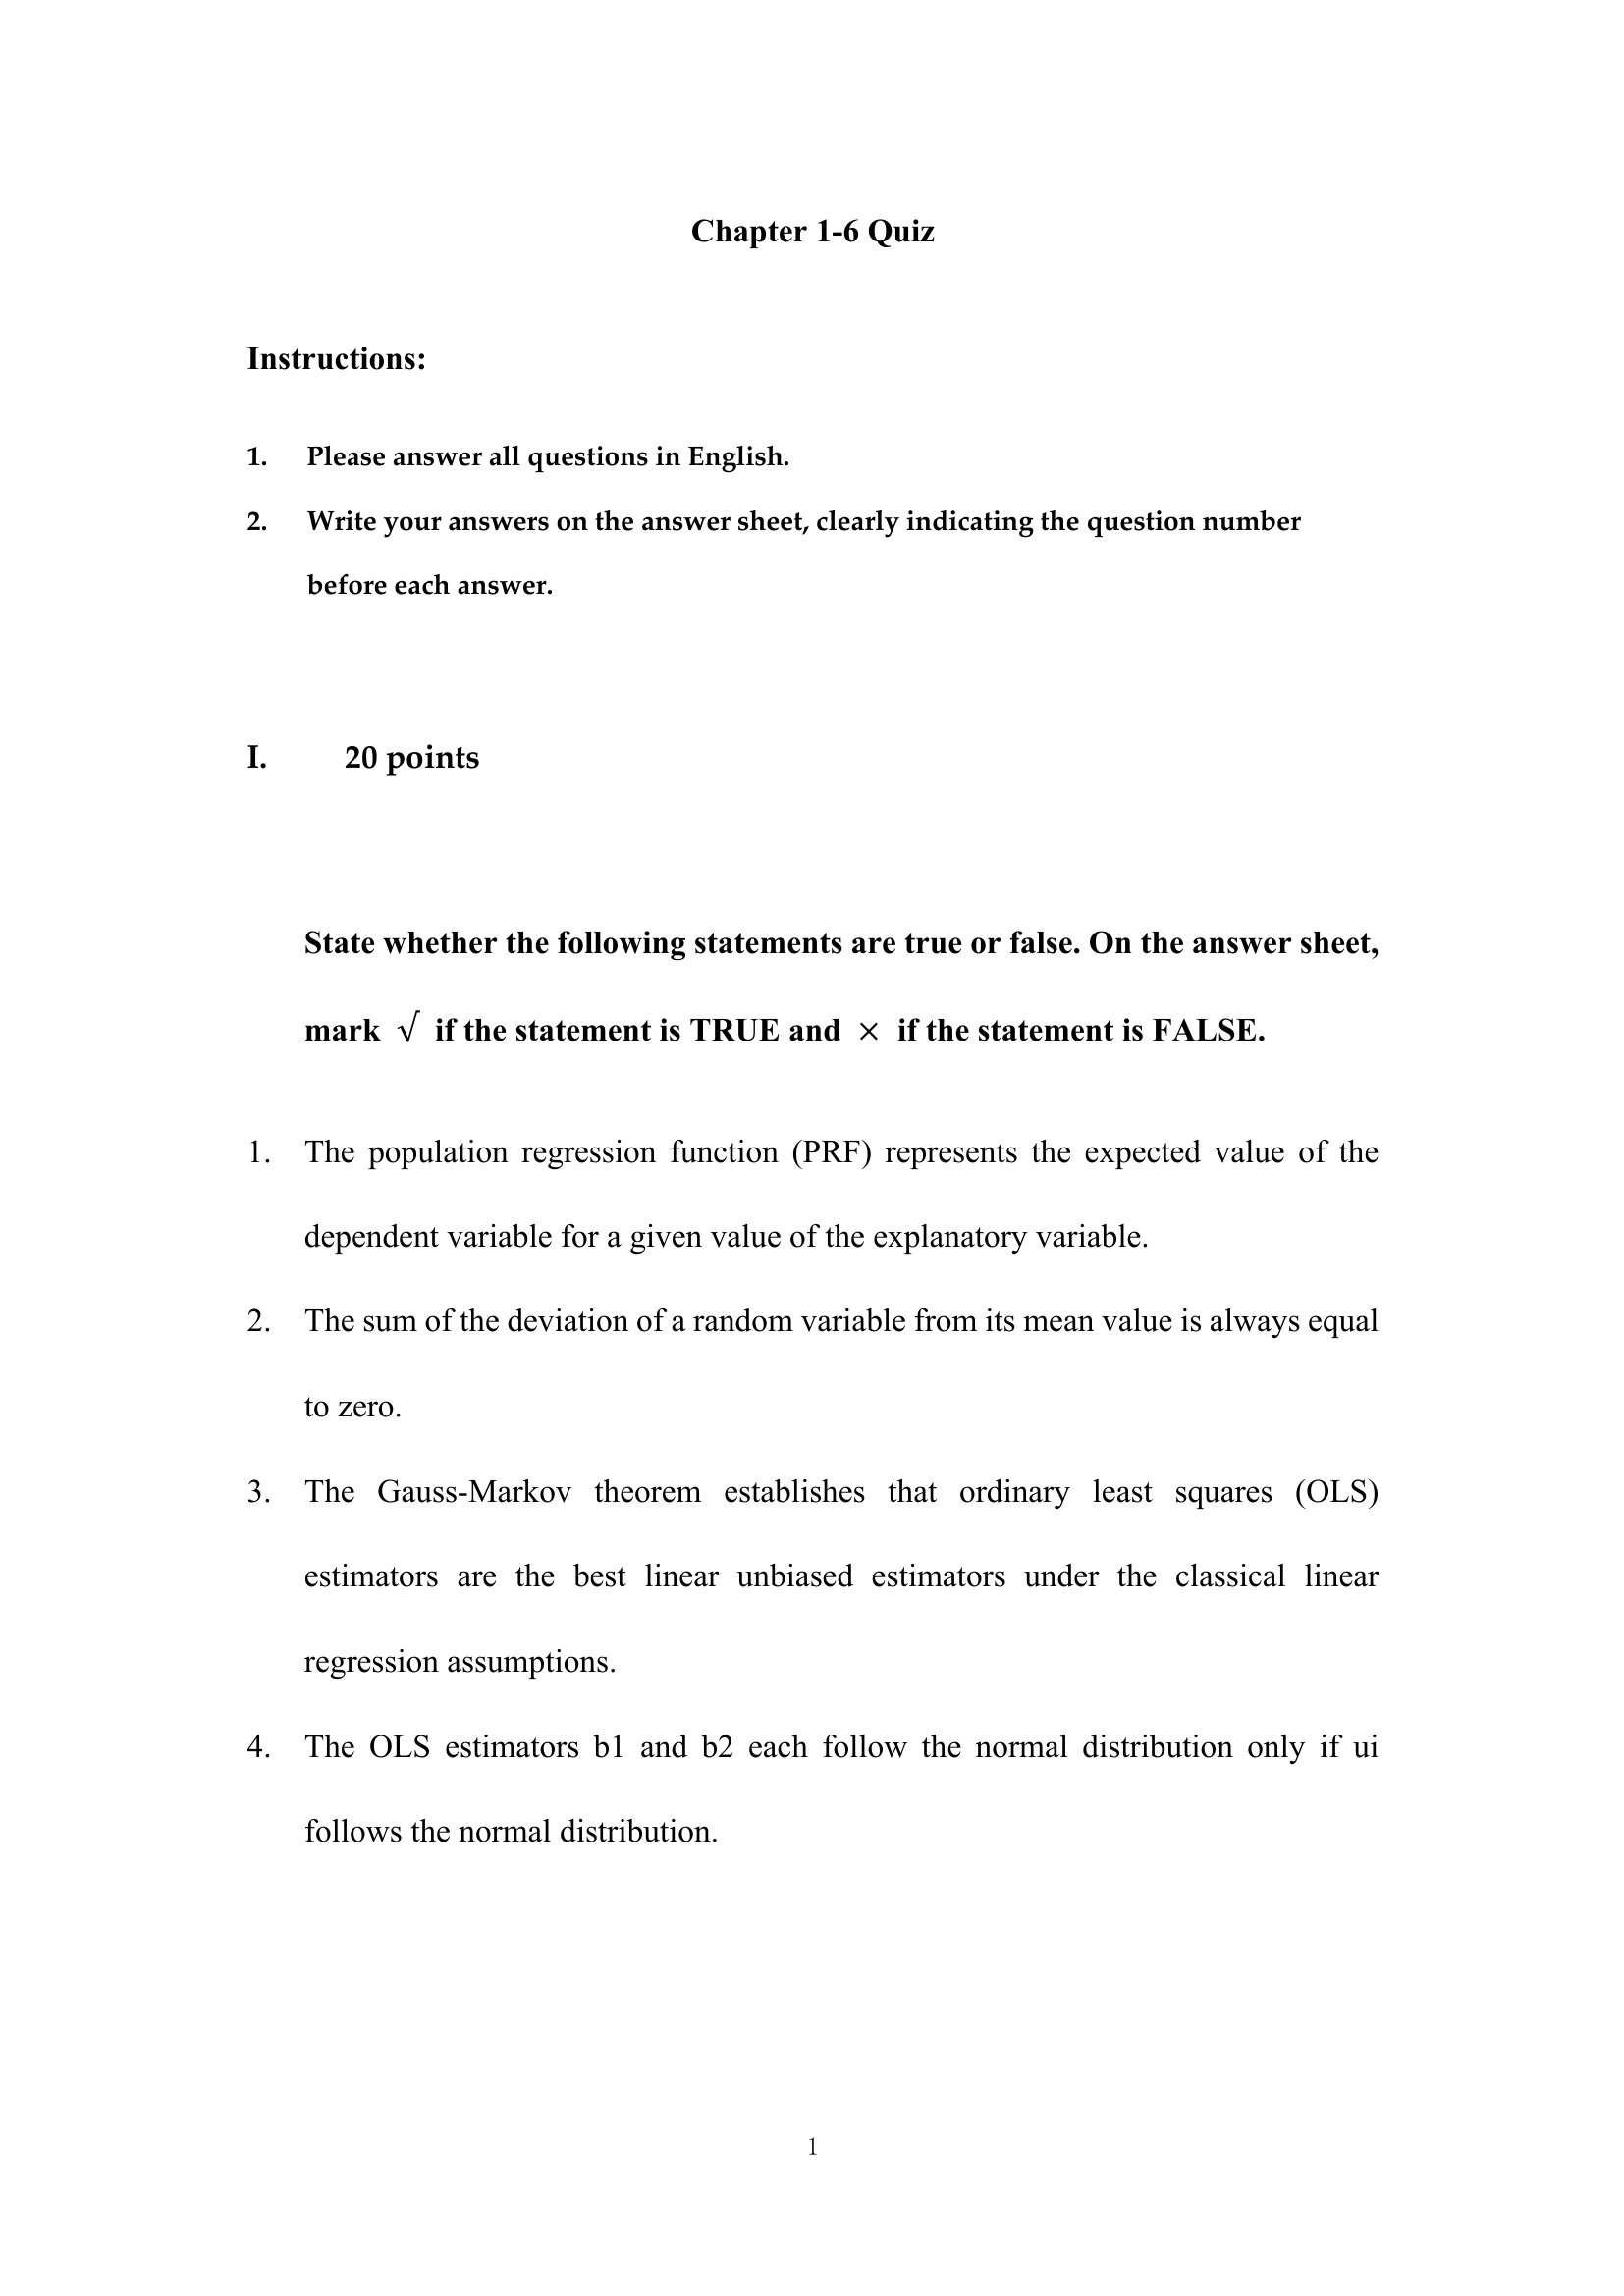 Chapter 1-6 Quiz
Instructions:
1. Please answer all questions in English.
2. Write your answers on the answer sheet, clearly indicating the question number
before each answer.
I. 20 points
State whether the following statements are true or false. On the answer sheet,
mark √ if the statement is TRUE and × if the statement is FALSE.
1. The population regression function (PRF) represents the expected value of the
dependent variable for a given value of the explanatory variable.
2. The sum of the deviation of a random variable from its mean value is always equal
to zero.
3. The Gauss-Markov theorem establishes that ordinary least squares (OLS)
estimators are the best linear unbiased estimators under the classical linear
regression assumptions.
4. The OLS estimators b1 and b2 each follow the normal distribution only if ui
follows the normal distribution.
1